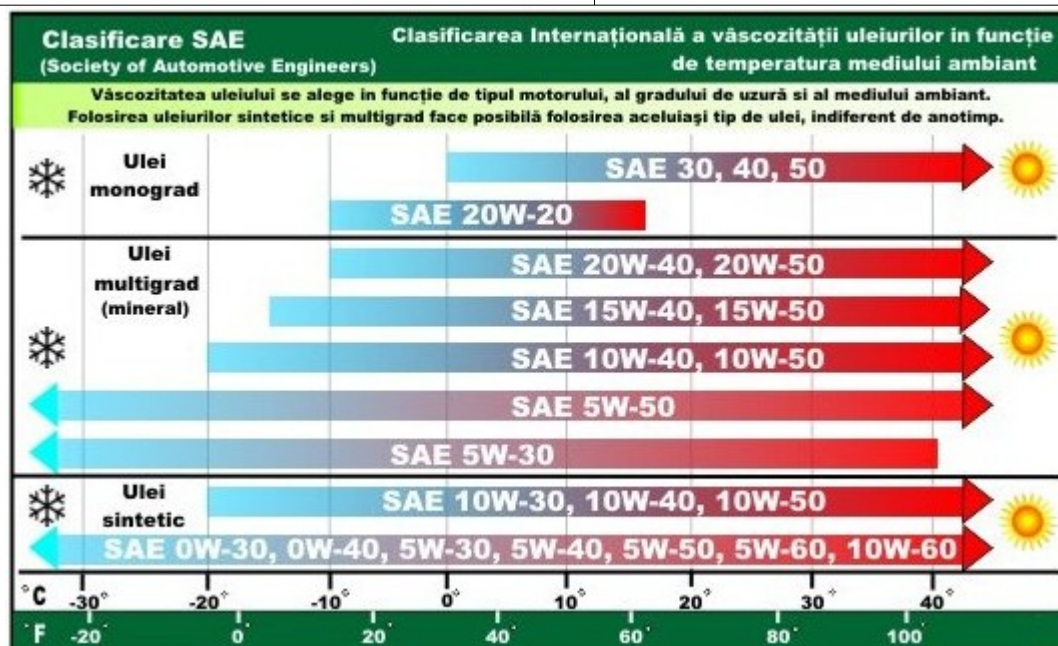 Clasificare SAE
(Society of Automotive Engineers)
Clasificarea Internațională a vâscozității uleiurilor in funcție
de temperatura mediului ambiant
Vâscozitatea uleiului se alege in funcție de tipul motorului, al gradului de uzură si al mediului ambiant.
Folosirea uleiurilor sintetice si multigrad face posibilă folosirea aceluiaşi tip de ulei, indiferent de anotimp.
Ulei
monograd
SAE 30, 40, 50
SAE 20W-20
Ulei
multigrad
(mineral)
SAE 20W-40, 20W-50
SAE 15W-40, 15W-50
SAE 10W-40, 10W-50
SAE 5W-50
SAE 5W-30
Ulei
sintetic
SAE 10W-30, 10W-40, 10W-50
SAE 0W-30, 0W-40, 5W-30, 5W-40, 5W-50, 5W-60, 10W-60
°C -30° -20° -10° 0° 10° 20° 30° 40°
°F -20° 0° 20° 40° 60° 80° 100°